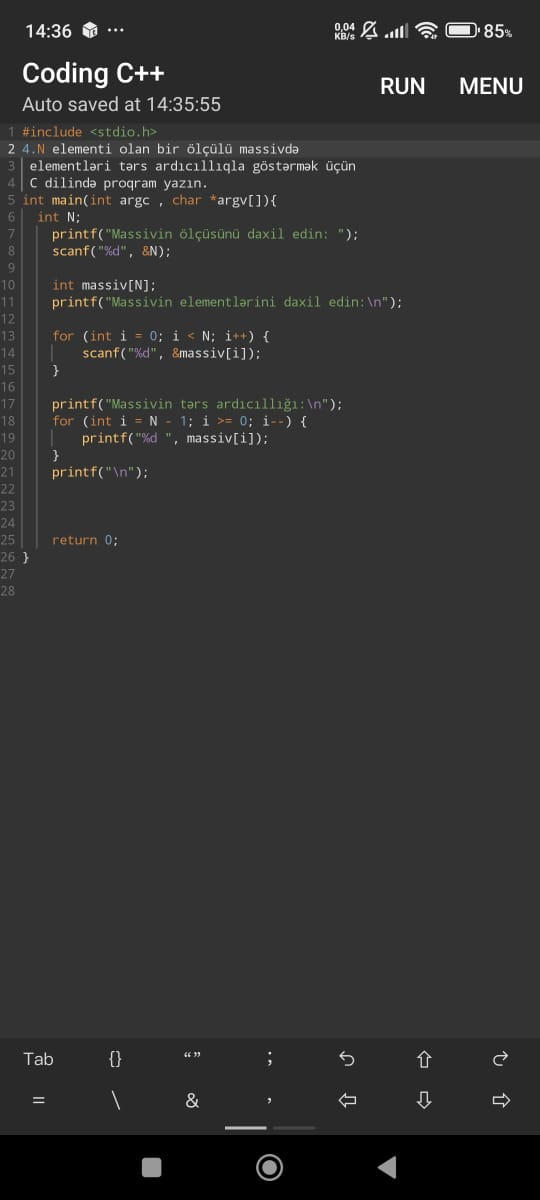 14:36 ··· 0,04 KB/s 85%
Coding C++
RUN MENU
Auto saved at 14:35:55
1 #include <stdio.h>
2 4.N elementi olan bir ölçülü massivdə
3 elementləri tərs ardıcıllıqla göstərmək üçün
4 C dilində proqram yazın.
5 int main(int argc , char *argv[]){
6 int N;
7 printf("Massivin ölçüsünü daxil edin: ");
8 scanf("%d", &N);
9
10 int massiv[N];
11 printf("Massivin elementlərini daxil edin:\n");
12
13 for (int i = 0; i < N; i++) {
14 scanf("%d", &massiv[i]);
15 }
16
17 printf("Massivin tərs ardıcıllığı:\n");
18 for (int i = N - 1; i >= 0; i--) {
19 printf("%d ", massiv[i]);
20 }
21 printf("\n");
22
23
24
25 return 0;
26 }
27
28
Tab {} “” ;
= \ & ,